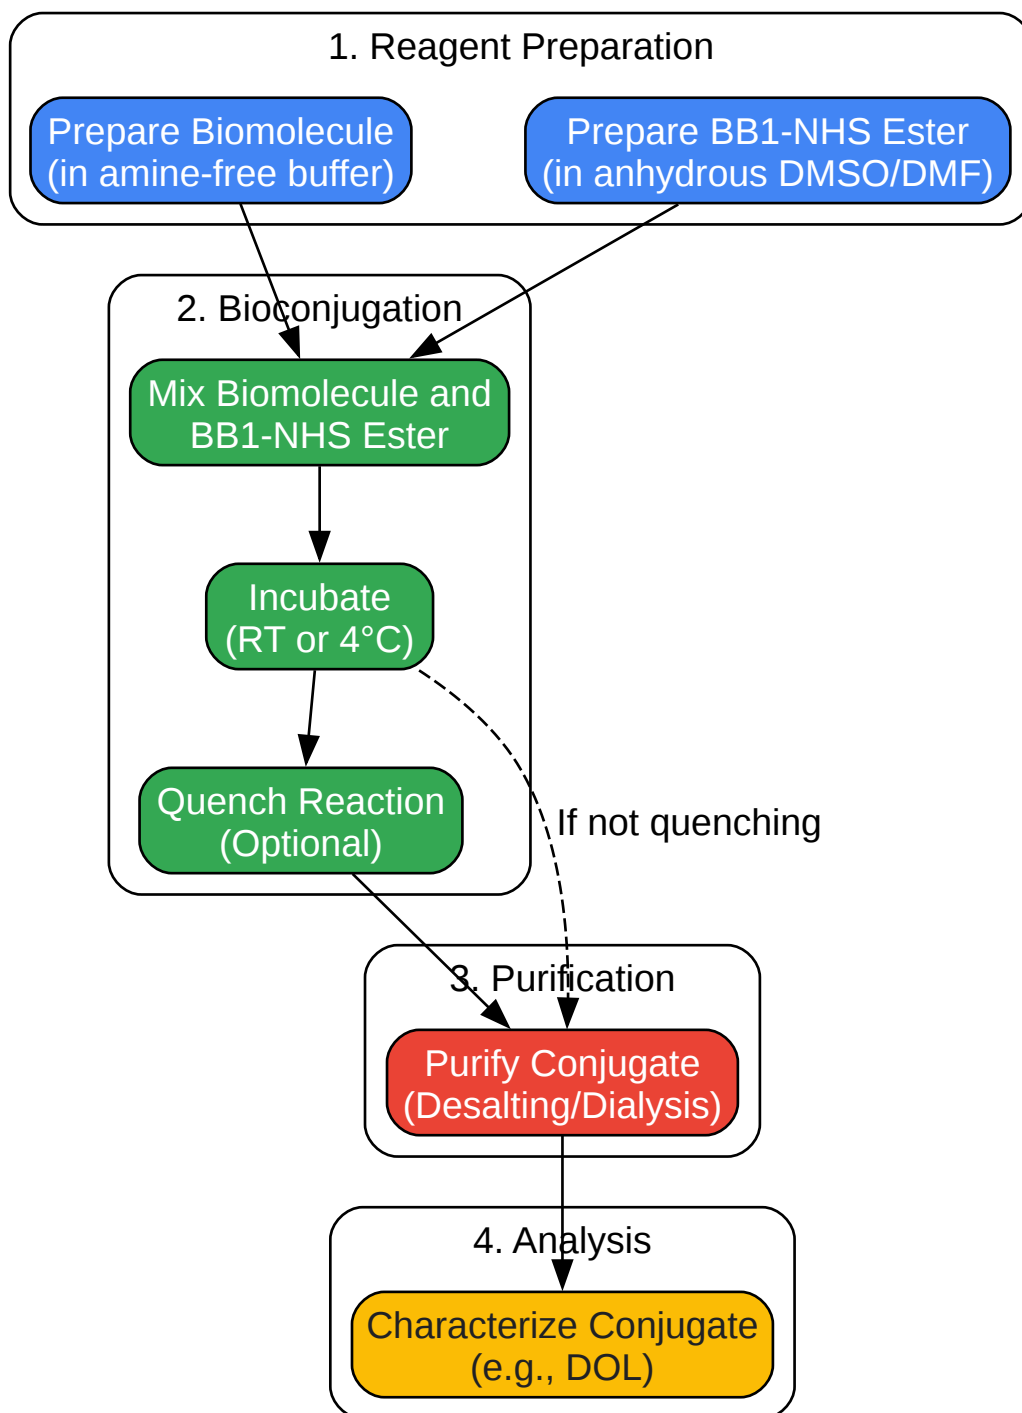 1. Reagent Preparation
Prepare Biomolecule
(in amine-free buffer)
Prepare BB1-NHS Ester
(in anhydrous DMSO/DMF)
2. Bioconjugation
Mix Biomolecule and
BB1-NHS Ester
Incubate
(RT or 4°C)
Quench Reaction
(Optional)
If not quenching
3. Purification
Purify Conjugate
(Desalting/Dialysis)
4. Analysis
Characterize Conjugate
(e.g., DOL)